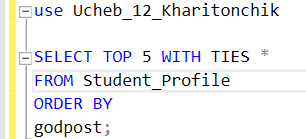 use Ucheb_12_Kharitonchik
SELECT TOP 5 WITH TIES *
FROM Student_Profile
ORDER BY
godpost;